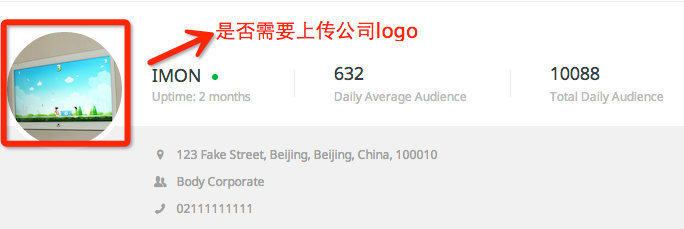 是否需要上传公司logo
IMON
632
10088
Uptime: 2 months
Daily Average Audience
Total Daily Audience
123 Fake Street, Beijing, Beijing, China, 100010
Body Corporate
02111111111